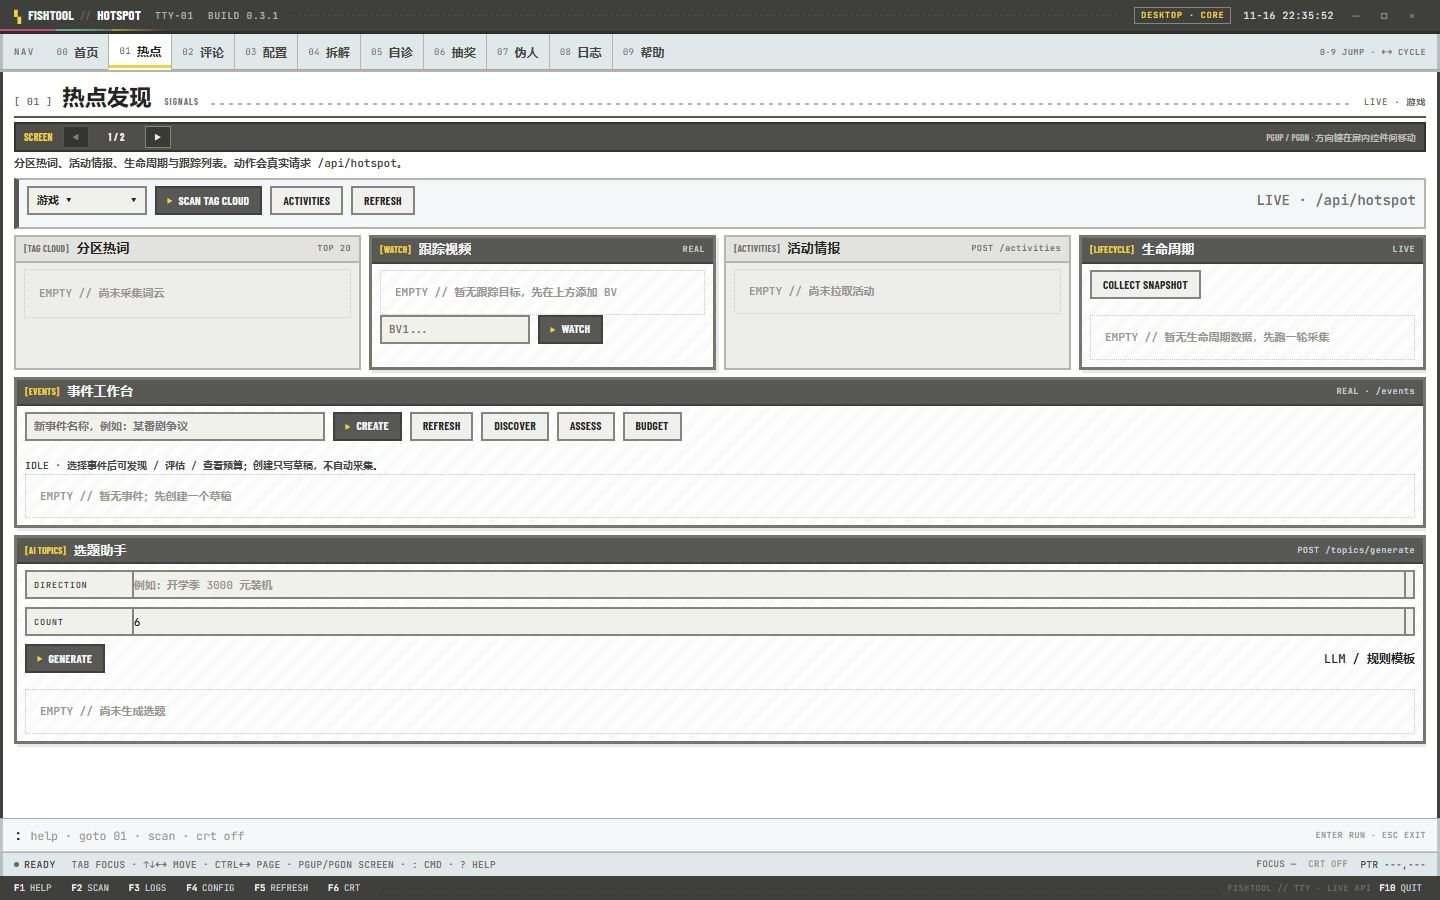 FISHTOOL // HOTSPOT TTY-01 BUILD 0.3.1 DESKTOP · CORE 11-16 22:35:52
NAV 00 首页 01 热点 02 评论 03 配置 04 拆解 05 自诊 06 抽奖 07 伪人 08 日志 09 帮助 0-9 JUMP · ↔ CYCLE
[ 01 ] 热点发现 SIGNALS LIVE · 游戏
SCREEN ◀ 1/2 ▶ PGUP / PGDN · 方向键在屏内控件间移动
分区热词、活动情报、生命周期与跟踪列表。动作会真实请求 /api/hotspot。
游戏 ▾ ▾ ▶ SCAN TAG CLOUD ACTIVITIES REFRESH LIVE · /api/hotspot
[TAG CLOUD] 分区热词 TOP 20
EMPTY // 尚未采集词云
[WATCH] 跟踪视频 REAL
EMPTY // 暂无跟踪目标，先在上方添加 BV
BV1... ▶ WATCH
[ACTIVITIES] 活动情报 POST /activities
EMPTY // 尚未拉取活动
[LIFECYCLE] 生命周期 LIVE
COLLECT SNAPSHOT
EMPTY // 暂无生命周期数据，先跑一轮采集
[EVENTS] 事件工作台 REAL · /events
新事件名称，例如：某番剧争议 ▶ CREATE REFRESH DISCOVER ASSESS BUDGET
IDLE · 选择事件后可发现 / 评估 / 查看预算；创建只写草稿，不自动采集。
EMPTY // 暂无事件；先创建一个草稿
[AI TOPICS] 选题助手 POST /topics/generate
DIRECTION 例如：开学季 3000 元装机
COUNT 6
▶ GENERATE LLM / 规则模板
EMPTY // 尚未生成选题
: help · goto 01 · scan · crt off ENTER RUN · ESC EXIT
READY TAB FOCUS · ↑↓↔ MOVE · CTRL↔ PAGE · PGUP/PGDN SCREEN · : CMD · ? HELP FOCUS — CRT OFF PTR ---,---
F1 HELP F2 SCAN F3 LOGS F4 CONFIG F5 REFRESH F6 CRT FISHTOOL // TTY · LIVE API F10 QUIT